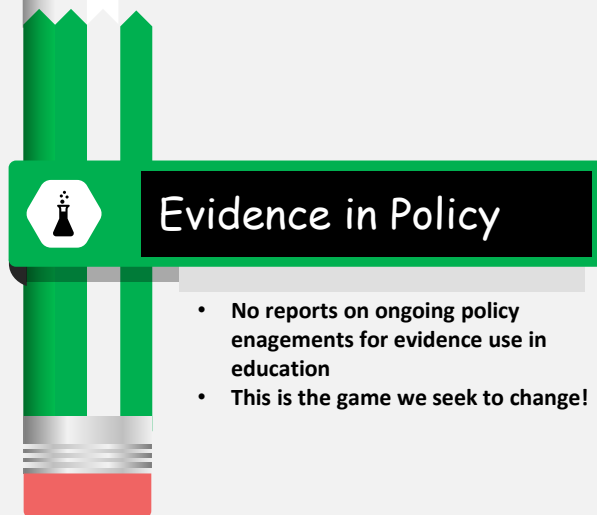 Evidence in Policy
• No reports on ongoing policy
enagements for evidence use in
education
• This is the game we seek to change!